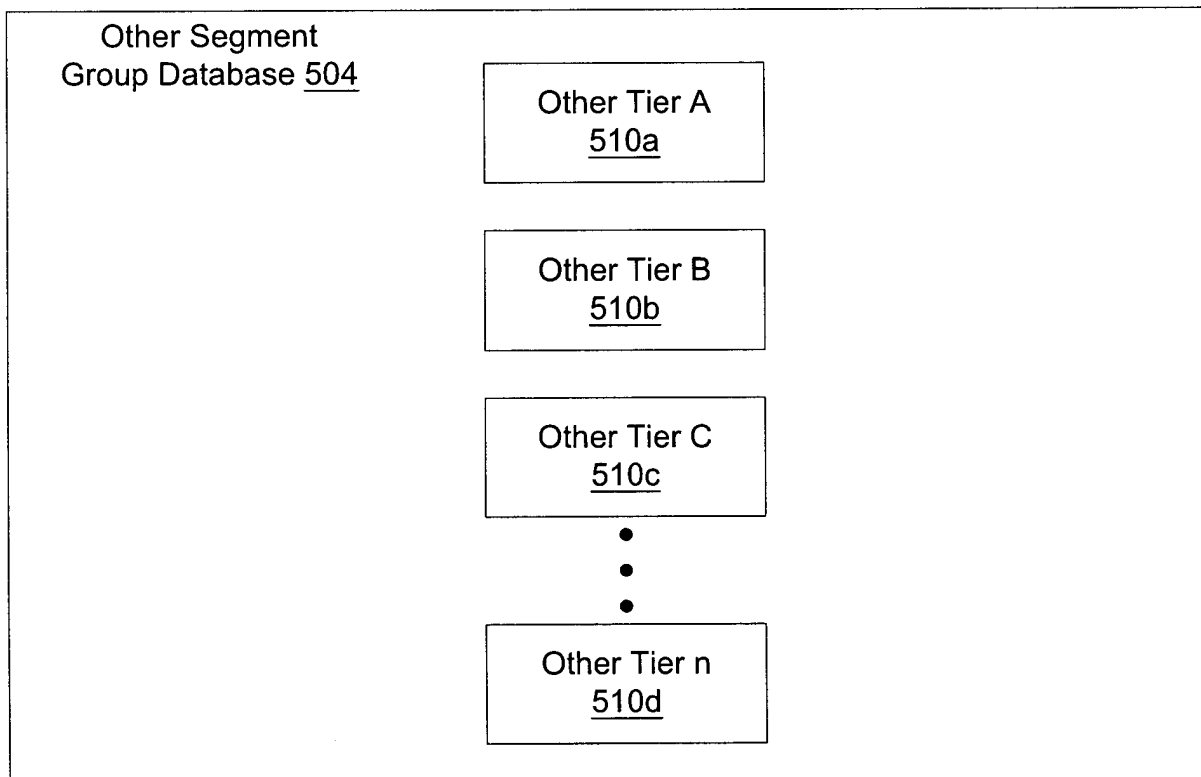 Other Segment
Group Database 504
Other Tier A
510a
Other Tier B
510b
Other Tier C
510c
Other Tier n
510d